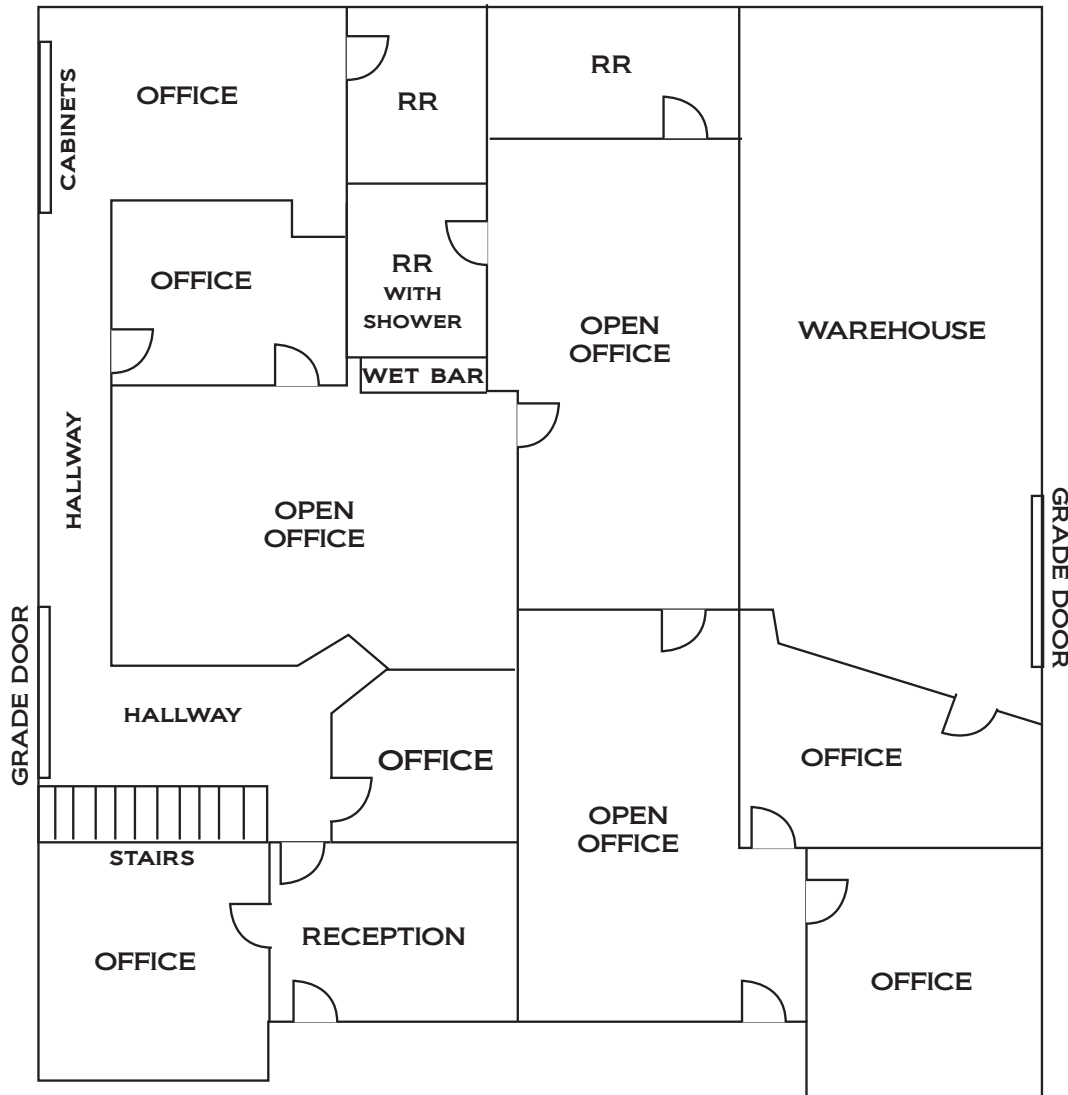 RR
OFFICE
CABINETS
RR
RR
WITH
SHOWER
OFFICE
OPEN
OFFICE
WAREHOUSE
WET BAR
HALLWAY
OPEN
OFFICE
GRADE DOOR
GRADE DOOR
HALLWAY
OFFICE
OFFICE
OPEN
OFFICE
STAIRS
RECEPTION
OFFICE
OFFICE